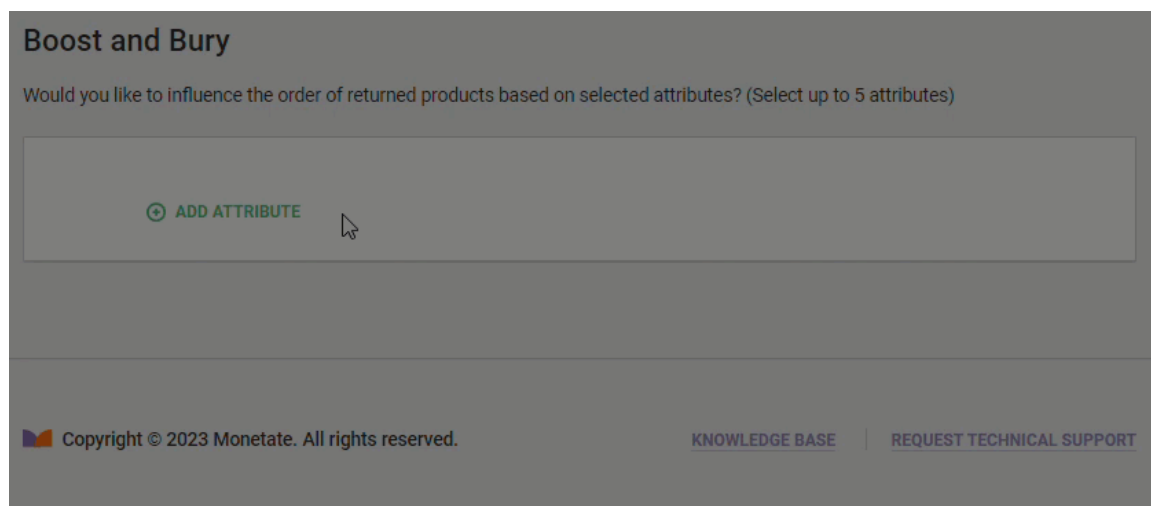 Boost and Bury
Would you like to influence the order of returned products based on selected attributes? (Select up to 5 attributes)
ADD ATTRIBUTE
Copyright © 2023 Monetate. All rights reserved.
KNOWLEDGE BASE
REQUEST TECHNICAL SUPPORT